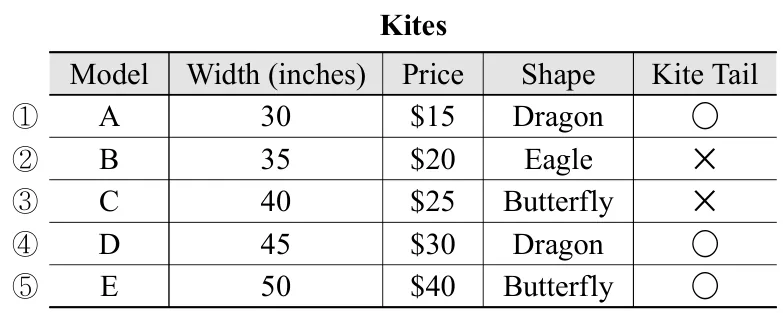 Kites
Model Width (inches) Price Shape Kite Tail
① A 30 $15 Dragon ○
② B 35 $20 Eagle ×
③ C 40 $25 Butterfly ×
④ D 45 $30 Dragon ○
⑤ E 50 $40 Butterfly ○